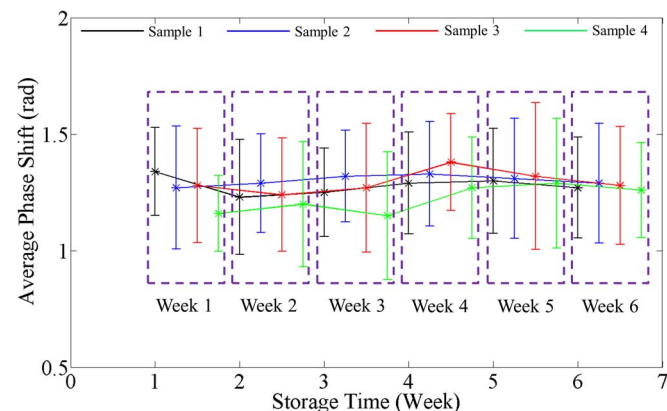 2
Sample 1 Sample 2 Sample 3 Sample 4
1.5
Average Phase Shift (rad)
1
Week 1 Week 2 Week 3 Week 4 Week 5 Week 6
0.5
0 1 2 3 4 5 6 7
Storage Time (Week)